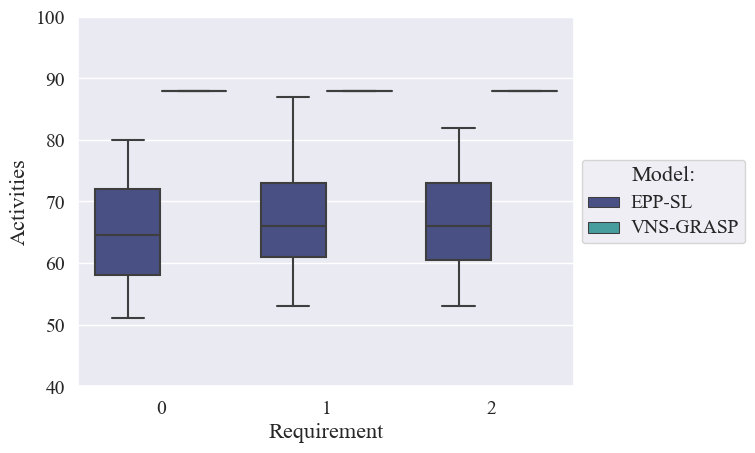 100
90
80
70
60
50
40
Activities
0 1 2
Requirement
Model:
EPP-SL
VNS-GRASP